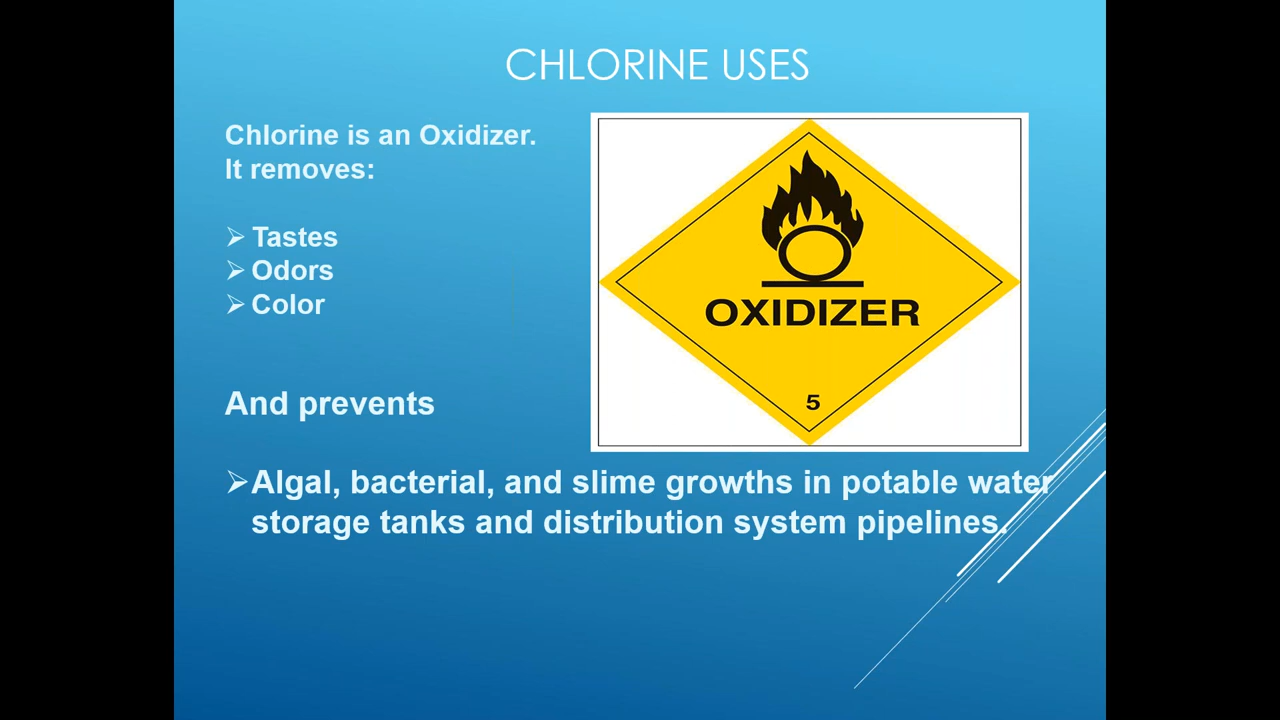 CHLORINE USES
Chlorine is an Oxidizer.
It removes:
➢ Tastes
➢ Odors
➢ Color
OXIDIZER
5
And prevents
➢ Algal, bacterial, and slime growths in potable water
storage tanks and distribution system pipelines.